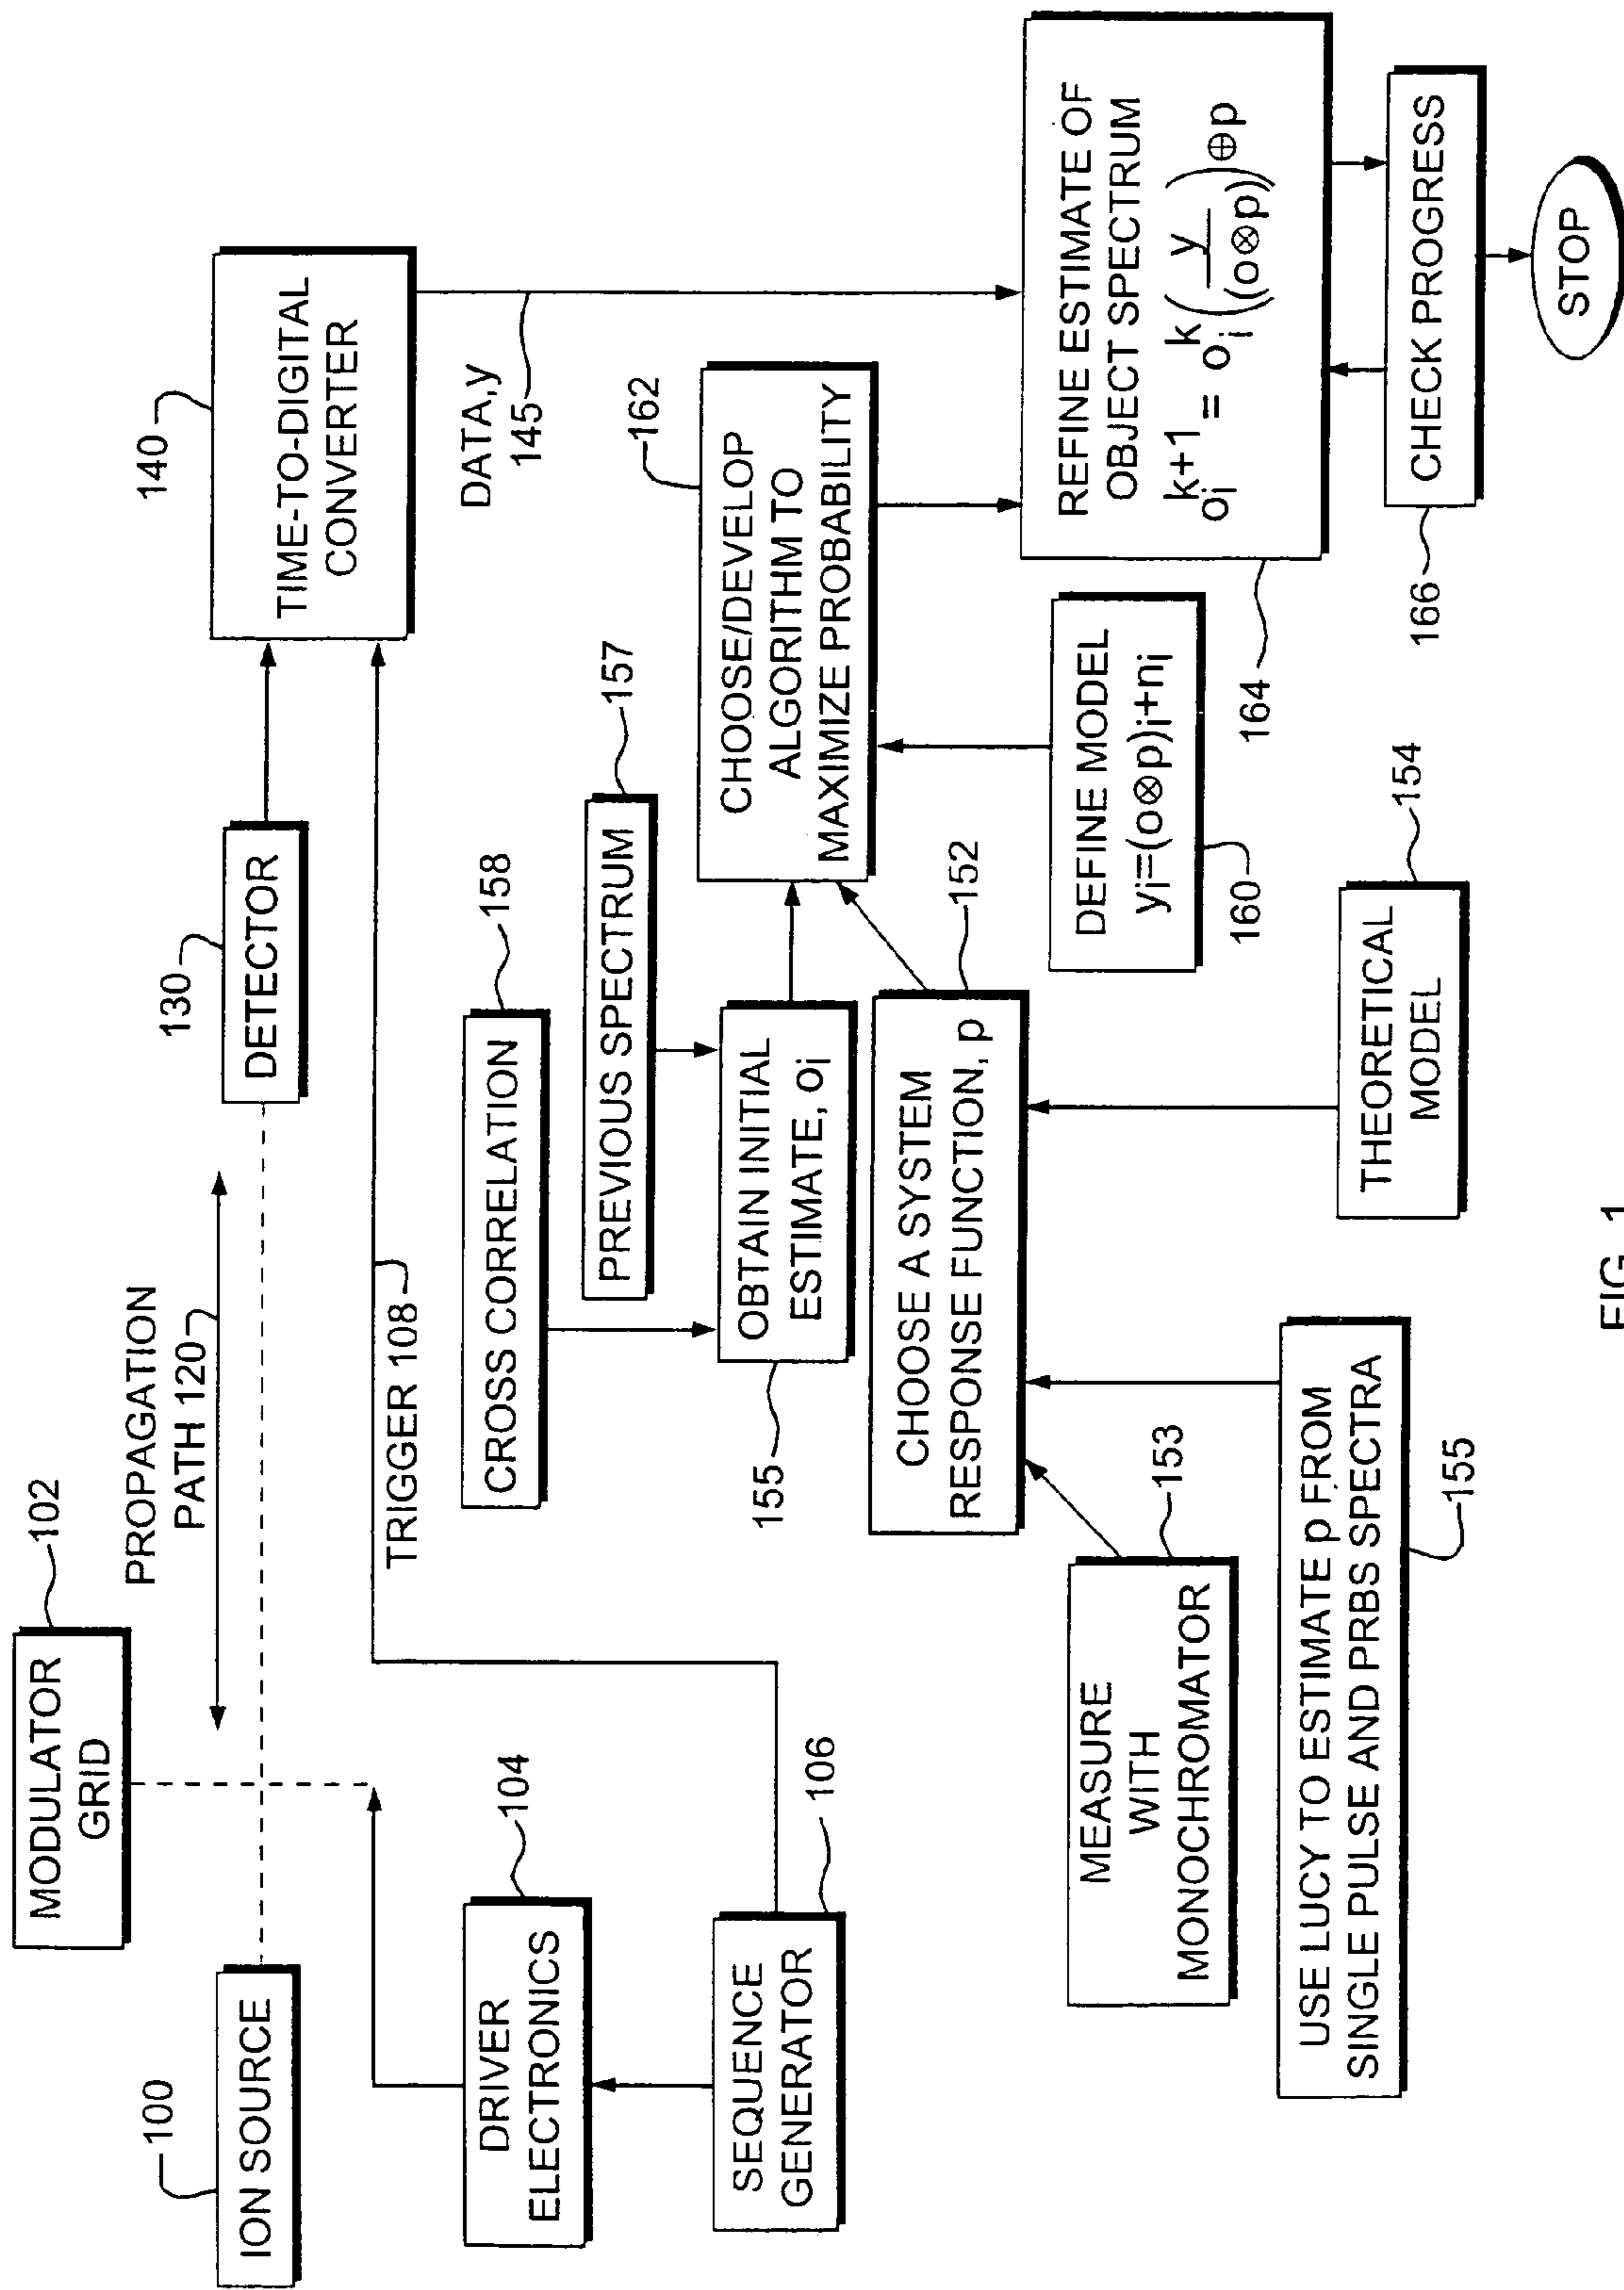 MODULATOR
GRID
102
PROPAGATION
PATH 120
100
ION SOURCE
130
DETECTOR
140
TIME-TO-DIGITAL
CONVERTER
TRIGGER 108
104
DRIVER
ELECTRONICS
106
SEQUENCE
GENERATOR
DATA,y
145
158
CROSS CORRELATION
157
PREVIOUS SPECTRUM
OBTAIN INITIAL
ESTIMATE, oi
155
162
CHOOSE/DEVELOP
ALGORITHM TO
MAXIMIZE PROBABILITY
CHOOSE A SYSTEM
RESPONSE FUNCTION, p
152
DEFINE MODEL
yi=(o⊗p)i+ni
160
REFINE ESTIMATE OF
OBJECT SPECTRUM
o_i^{k+1} = o_i^k (y/(o⊗p)) ⊕p
164
MEASURE
WITH
MONOCHROMATOR
153
154
THEORETICAL
MODEL
USE LUCY TO ESTIMATE p FROM
SINGLE PULSE AND PRBS SPECTRA
155
CHECK PROGRESS
166
STOP
FIG. 1